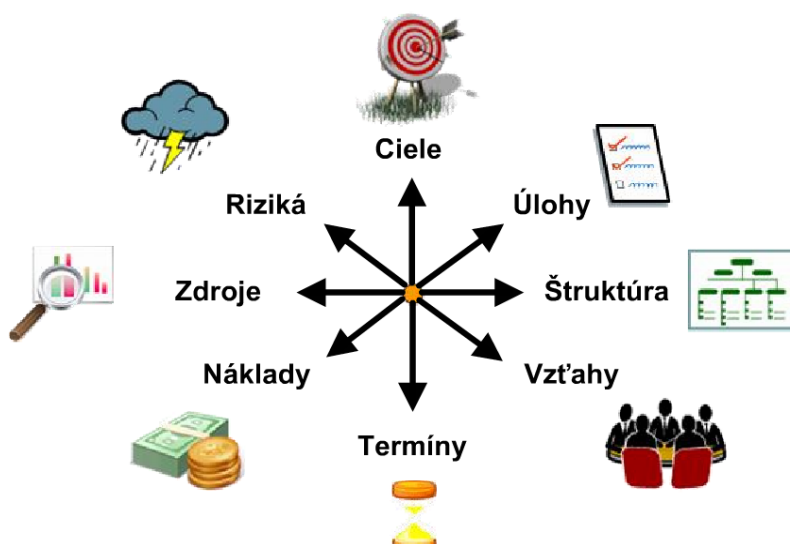 Ciele
Riziká
Úlohy
Zdroje
Štruktúra
Náklady
Vzťahy
Termíny